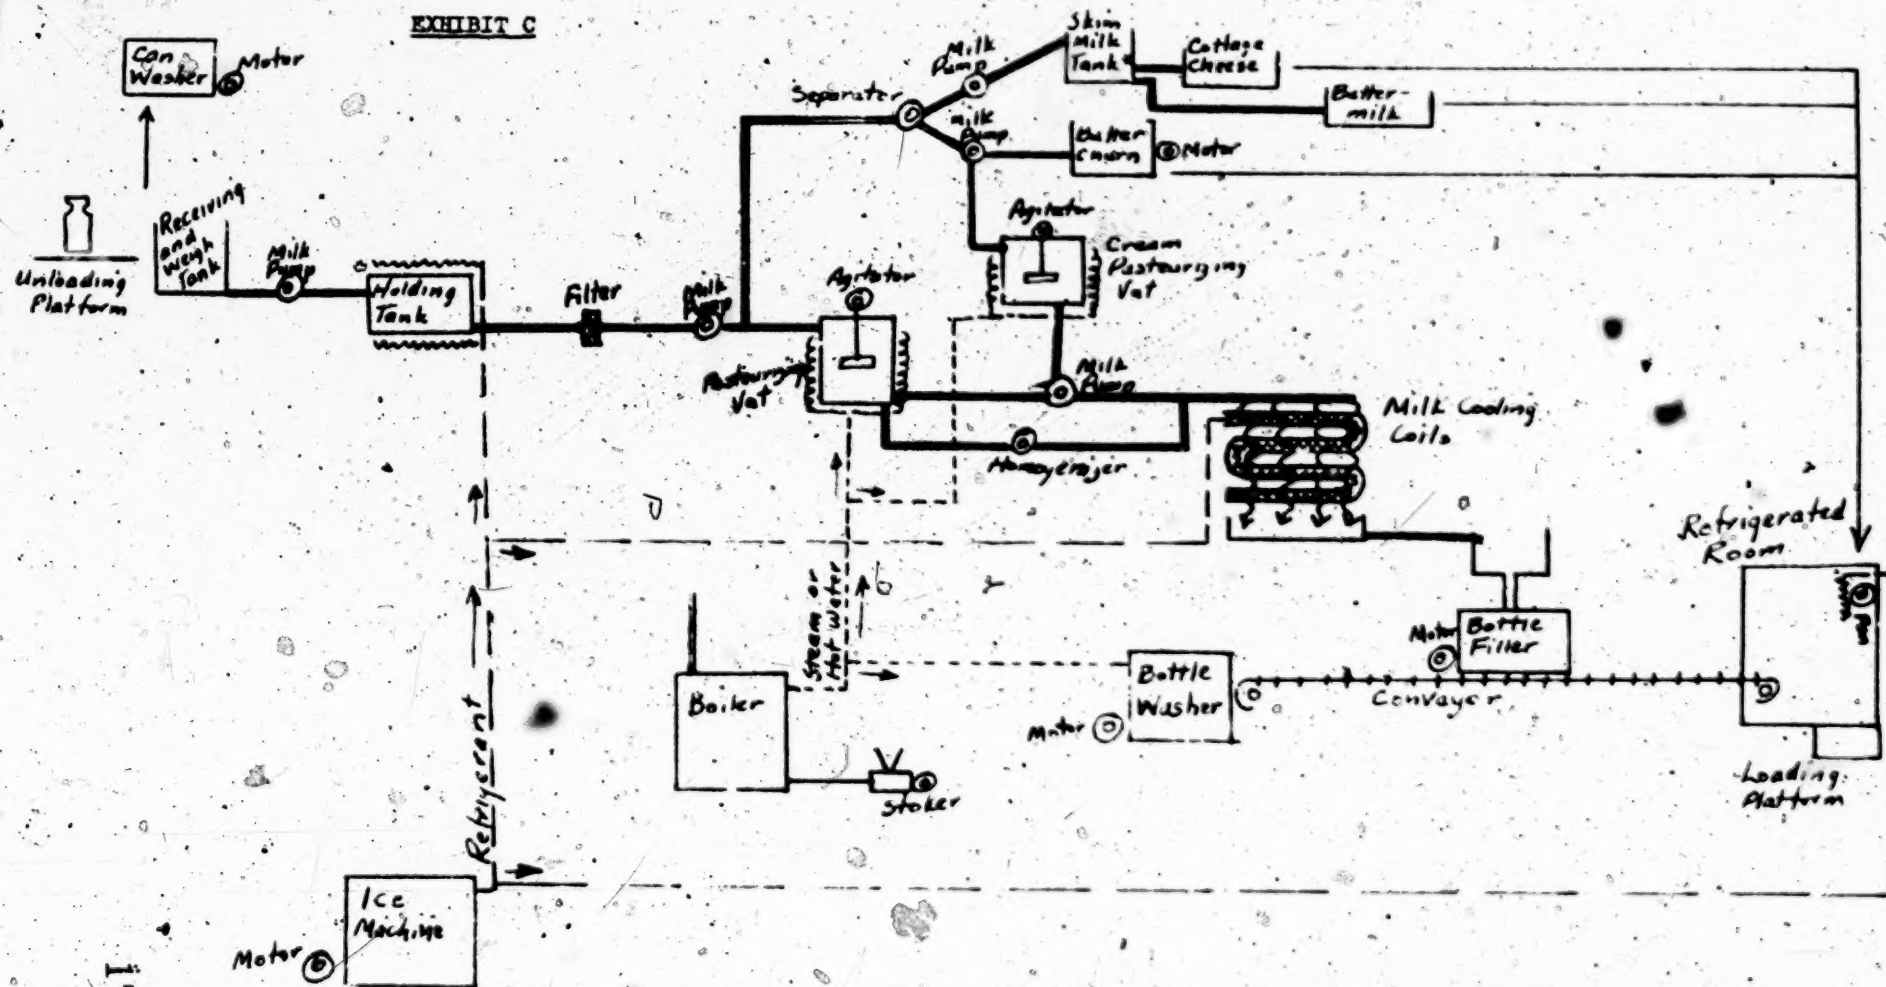 EXHIBIT C
Can
Washer
Motor
Unloading
Platform
Receiving
and
Weigh
Tank
Milk
Pump
Holding
Tank
Filter
Milk
Pump
Separater
Milk
Pump
Skim
Milk
Tank
Cottage
Cheese
Butter-
milk
Milk
Pump
Butter
Churn
Motor
Agitator
Cream
Pasteurizing
Vat
Agitator
Pasteurizing
Vat
Milk
Pump
Homogenizer
Milk Cooling
Coils
Refrigerated
Room
Fan
Steam or
Hot Water
Boiler
Stoker
Bottle
Washer
Motor
Motor
Bottle
Filler
Convayer
Loading
Platform
Refrigerant
Ice
Machine
Motor